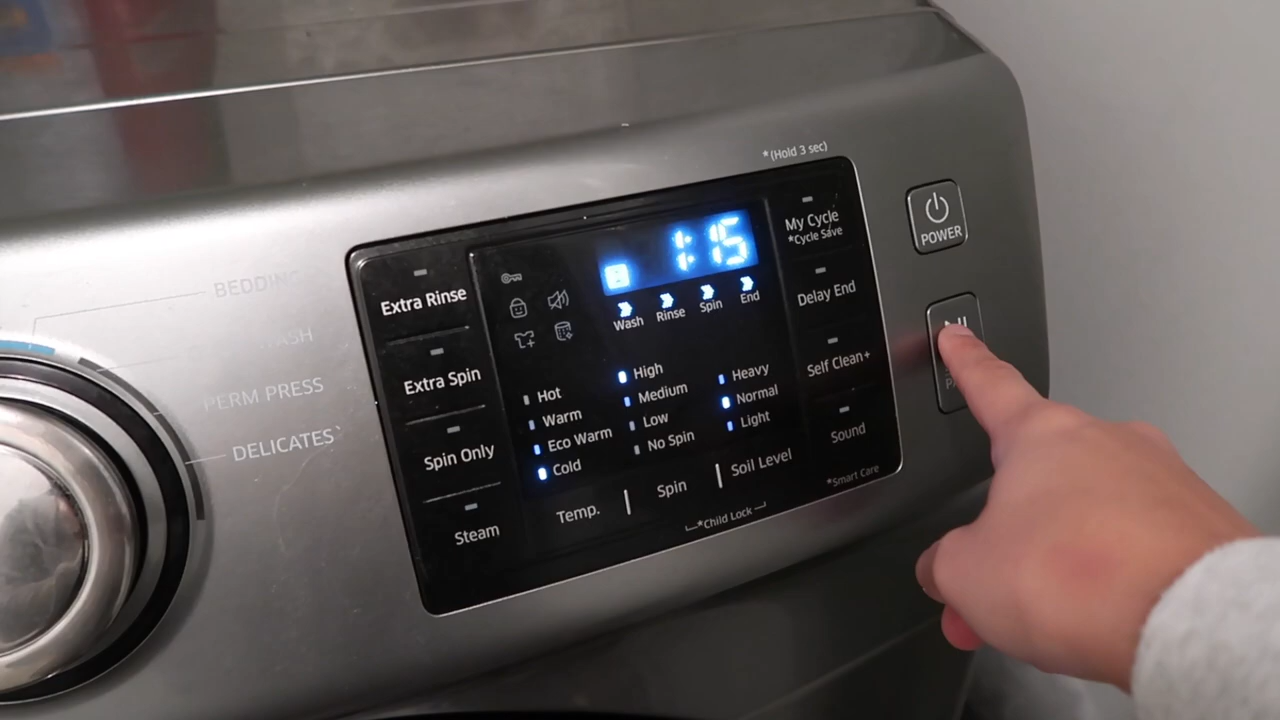 *(Hold 3 sec)
BEDDING
PERM PRESS
DELICATES
Extra Rinse
Extra Spin
Spin Only
Steam
1:15
Wash Rinse Spin End
Hot
Warm
Eco Warm
Cold
High
Medium
Low
No Spin
Heavy
Normal
Light
Temp. Spin Soil Level
*Child Lock
My Cycle
*Cycle Save
Delay End
Self Clean+
Sound
*Smart Care
POWER